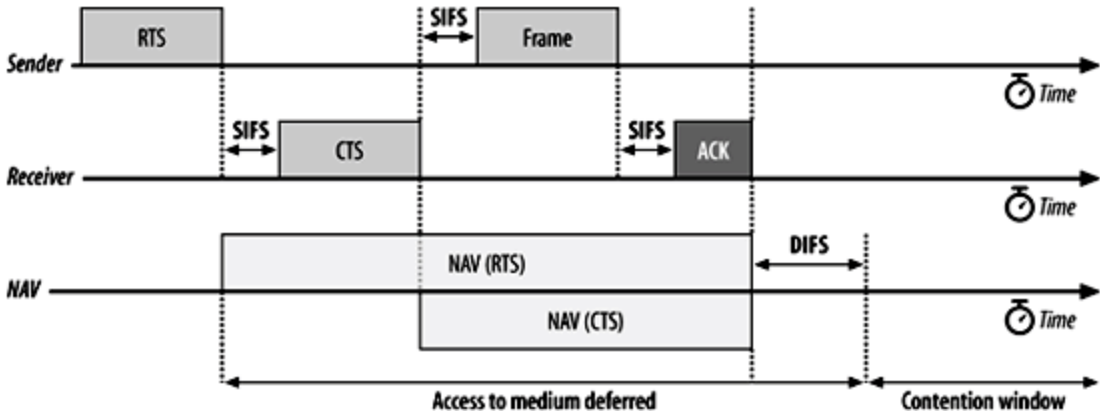 SIFS
RTS
Frame
Sender
Time
SIFS
SIFS
CTS
ACK
Receiver
Time
DIFS
NAV (RTS)
NAV
NAV (CTS)
Time
Access to medium deferred
Contention window